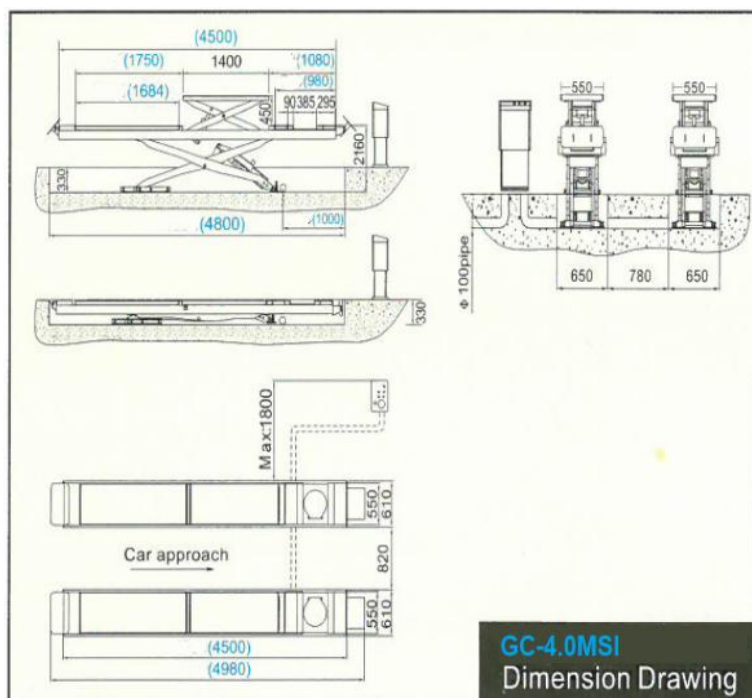 (4500)
(1750) 1400 (1080)
(980)
(1684) 450 90 385 295
2160
330
(4800) (1000)
550 550
Φ 100pipe
650 780 650
330
Max:1800
550 610
820
Car approach
550 610
(4500)
(4980)
GC-4.0MSI
Dimension Drawing